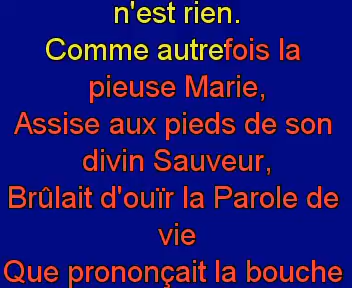 n'est rien.
Comme autrefois la
pieuse Marie,
Assise aux pieds de son
divin Sauveur,
Brûlait d'ouïr la Parole de
vie
Que prononçait la bouche